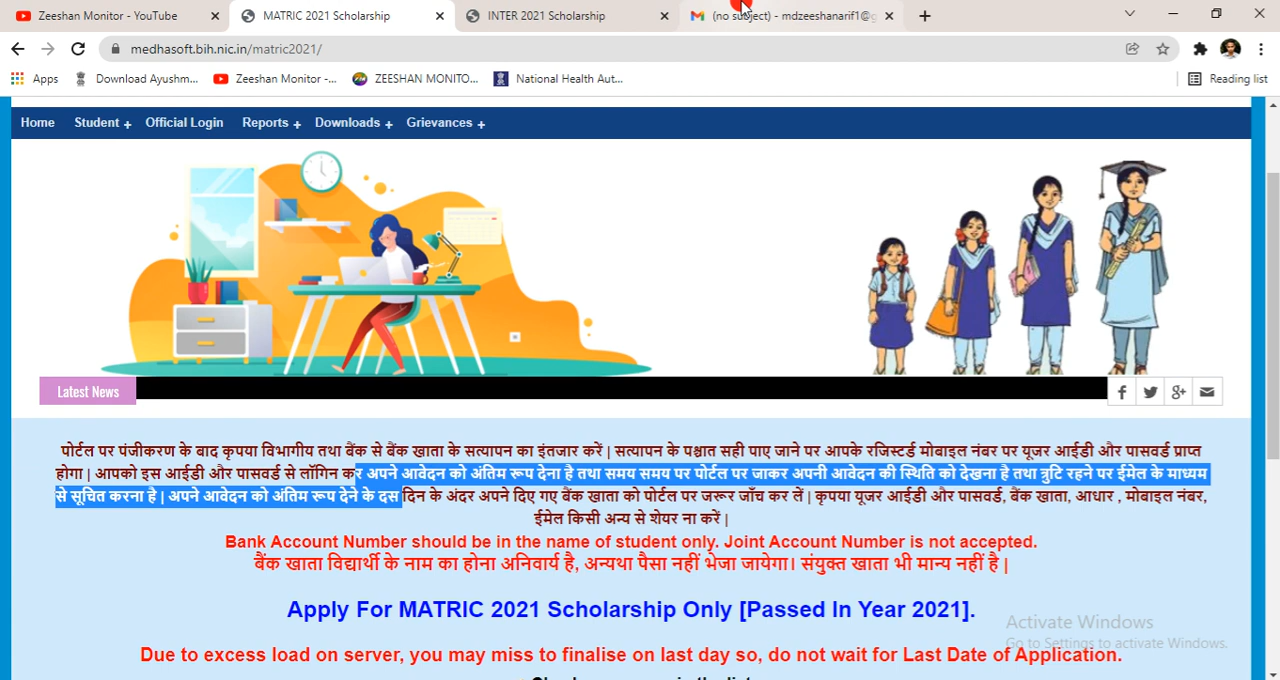 Zeeshan Monitor - YouTube
MATRIC 2021 Scholarship
INTER 2021 Scholarship
(no subject) - mdzeeshanarif1@g
medhasoft.bih.nic.in/matric2021/
Apps
Download Ayushm...
Zeeshan Monitor -...
ZEESHAN MONITO...
National Health Aut...
Reading list
Home Student + Official Login Reports + Downloads + Grievances +
Latest News
पोर्टल पर पंजीकरण के बाद कृपया विभागीय तथा बैंक से बैंक खाता के सत्यापन का इंतजार करें | सत्यापन के पश्चात सही पाए जाने पर आपके रजिस्टर्ड मोबाइल नंबर पर यूजर आईडी और पासवर्ड प्राप्त
होगा | आपको इस आईडी और पासवर्ड से लॉगिन कर अपने आवेदन को अंतिम रूप देना है तथा समय समय पर पोर्टल पर जाकर अपनी आवेदन की स्थिति को देखना है तथा त्रुटि रहने पर ईमेल के माध्यम
से सूचित करना है | अपने आवेदन को अंतिम रूप देने के दस दिन के अंदर अपने दिए गए बैंक खाता को पोर्टल पर जरूर जाँच कर लें | कृपया यूजर आईडी और पासवर्ड, बैंक खाता, आधार , मोबाइल नंबर,
ईमेल किसी अन्य से शेयर ना करें |
Bank Account Number should be in the name of student only. Joint Account Number is not accepted.
बैंक खाता विद्यार्थी के नाम का होना अनिवार्य है, अन्यथा पैसा नहीं भेजा जायेगा। संयुक्त खाता भी मान्य नहीं है |
Apply For MATRIC 2021 Scholarship Only [Passed In Year 2021].
Activate Windows
Go to Settings to activate Windows.
Due to excess load on server, you may miss to finalise on last day so, do not wait for Last Date of Application.